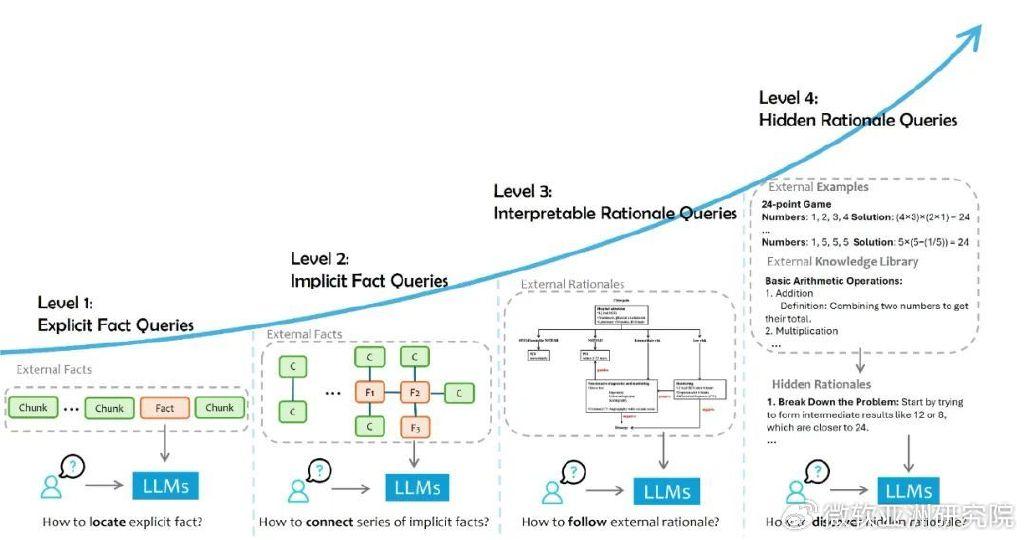 Level 4:
Hidden Rationale Queries
Level 3:
Interpretable Rationale Queries
Level 2:
Implicit Fact Queries
Level 1:
Explicit Fact Queries
External Facts
Chunk ... Chunk Fact Chunk
?
LLMs
How to locate explicit fact?
External Facts
C C C
... F1 F2 C
C C F3
?
LLMs
How to connect series of implicit facts?
External Rationales
?
LLMs
How to follow external rationale?
External Examples
24-point Game
Numbers: 1, 2, 3, 4 Solution: (4×3)×(2×1) = 24
...
Numbers: 1, 5, 5, 5 Solution: 5×(5−(1/5)) = 24
External Knowledge Library
Basic Arithmetic Operations:
1. Addition
Definition: Combining two numbers to get
their total.
2. Multiplication
...
Hidden Rationales
1. Break Down the Problem: Start by trying
to form intermediate results like 12 or 8,
which are closer to 24.
...
?
LLMs
How to discover hidden rationale?
@微软亚洲研究院